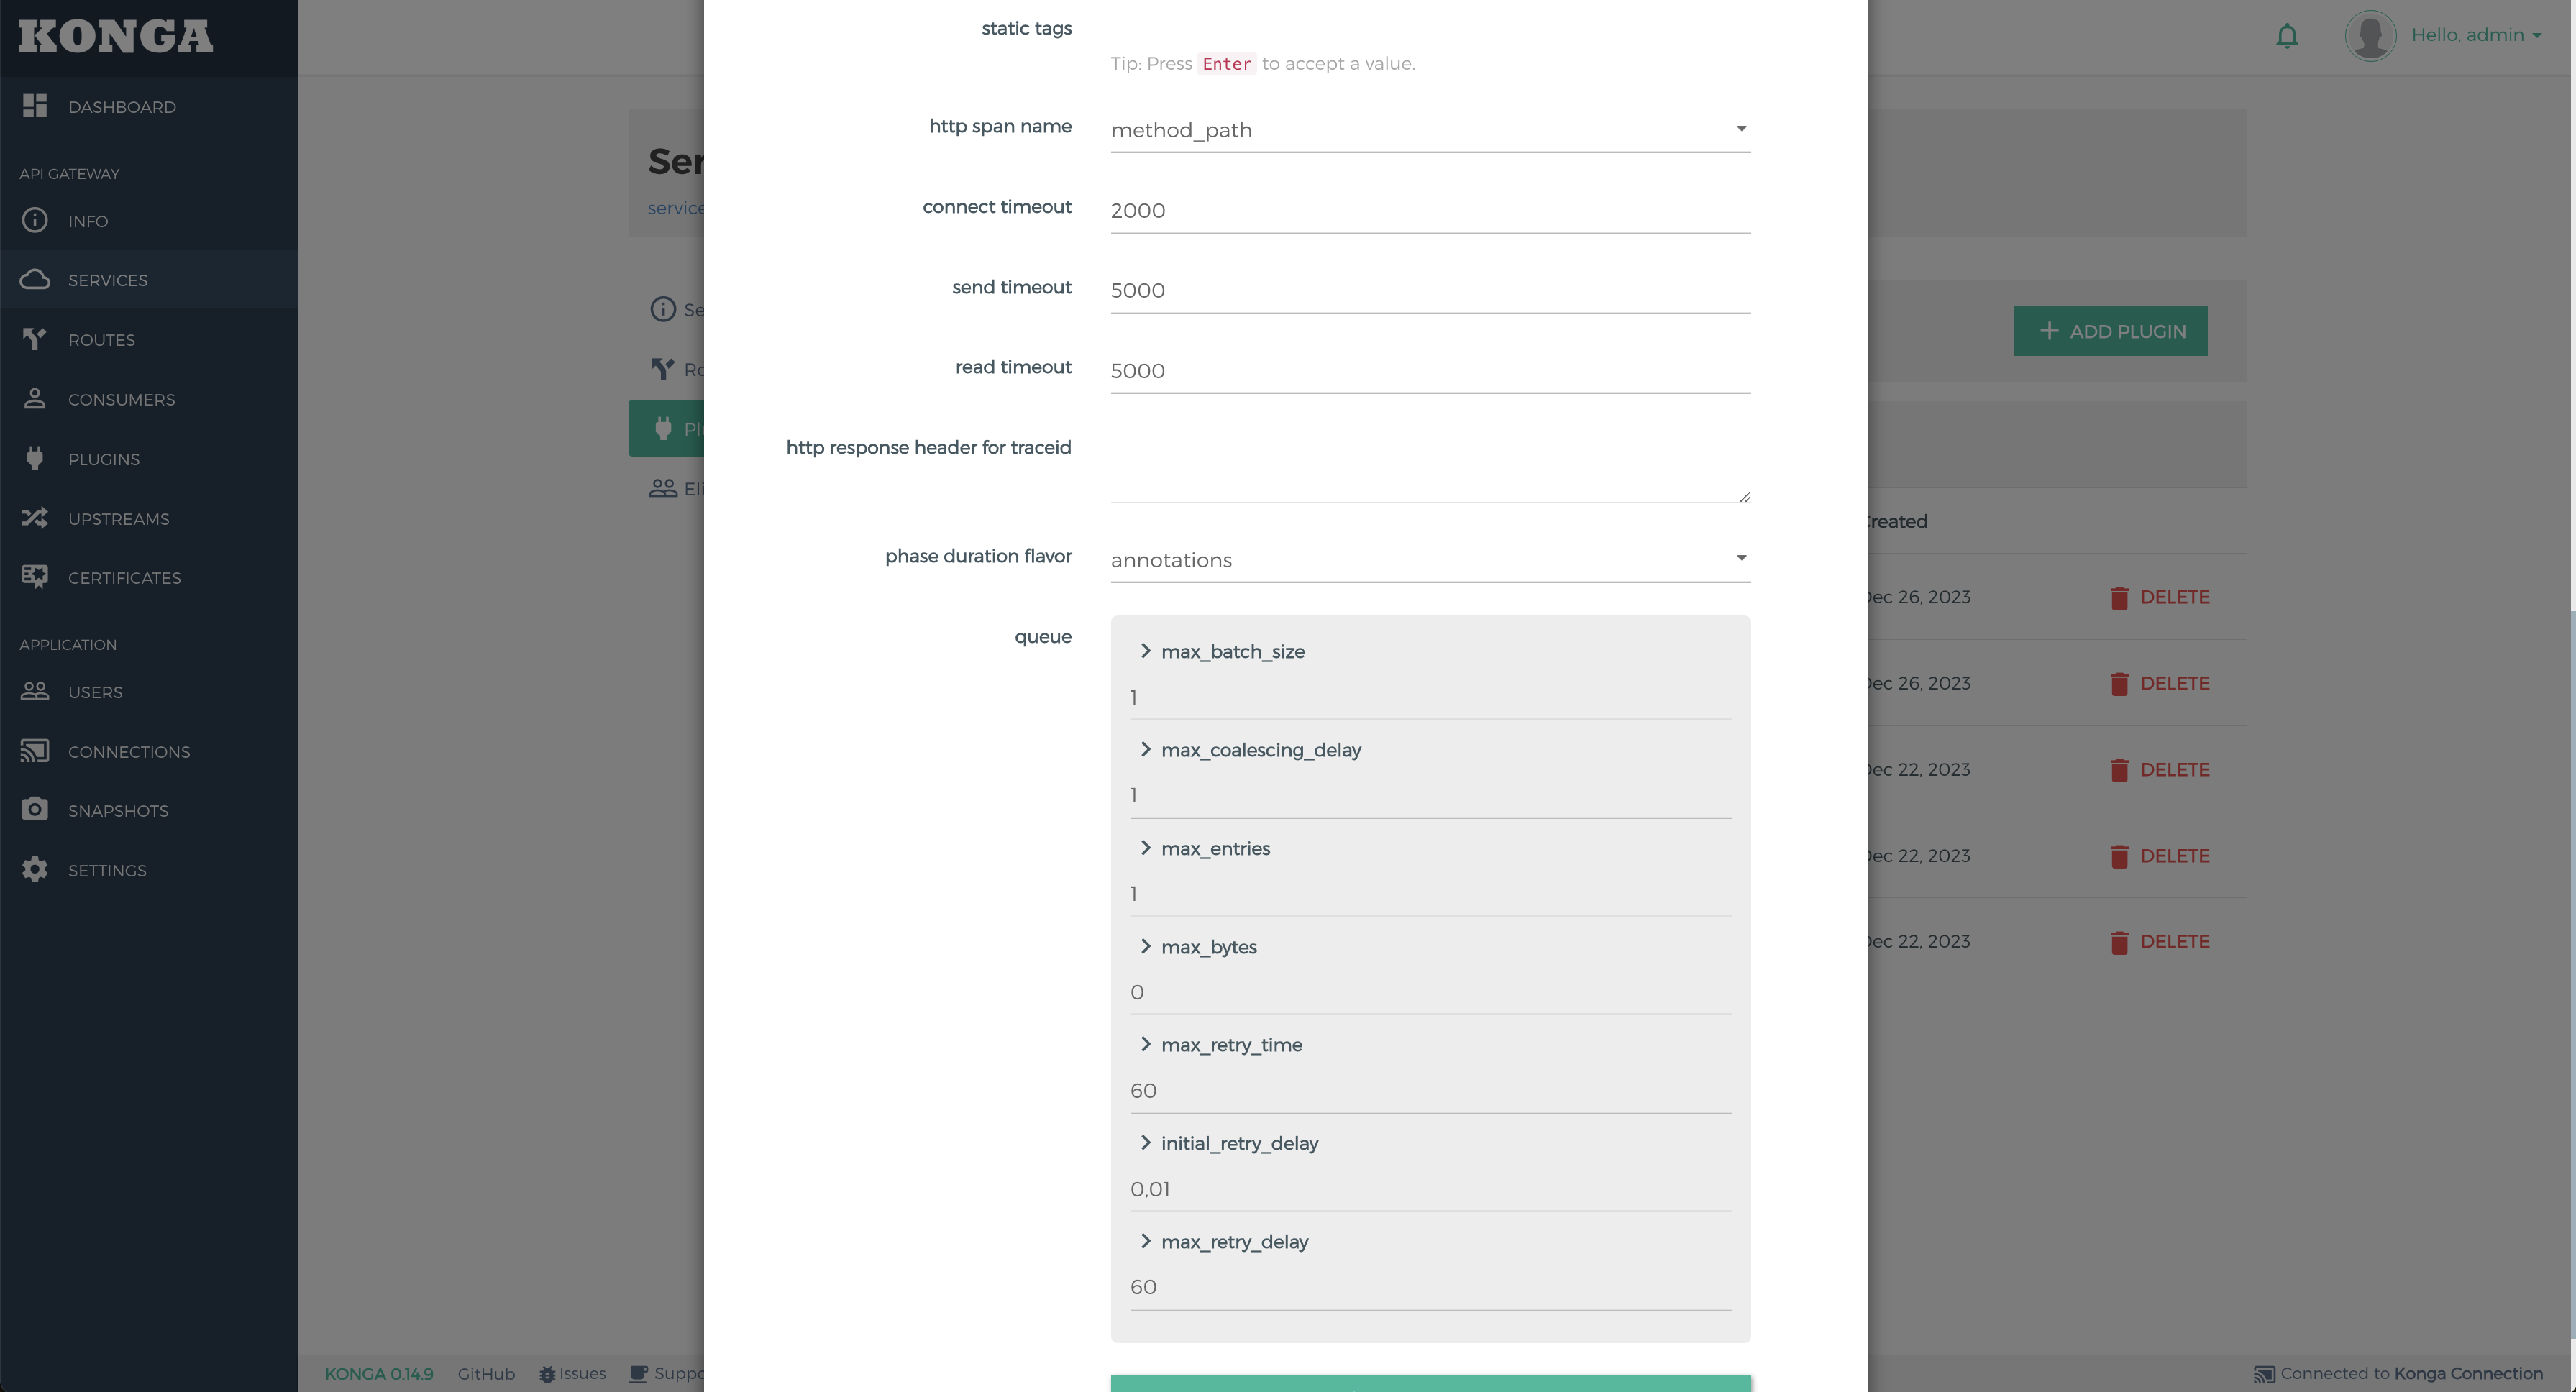 KONGA
Hello, admin
DASHBOARD
API GATEWAY
INFO
SERVICES
ROUTES
CONSUMERS
PLUGINS
UPSTREAMS
CERTIFICATES
APPLICATION
USERS
CONNECTIONS
SNAPSHOTS
SETTINGS
Ser
service
Se
Ro
Plu
Eli
static tags
Tip: Press Enter to accept a value.
http span name
method_path
connect timeout
2000
send timeout
5000
read timeout
5000
http response header for traceid
phase duration flavor
annotations
queue
max_batch_size
1
max_coalescing_delay
1
max_entries
1
max_bytes
0
max_retry_time
60
initial_retry_delay
0,01
max_retry_delay
60
ADD PLUGIN
Created
Dec 26, 2023 DELETE
Dec 26, 2023 DELETE
Dec 22, 2023 DELETE
Dec 22, 2023 DELETE
Dec 22, 2023 DELETE
KONGA 0.14.9 GitHub Issues Suppo
Connected to Konga Connection